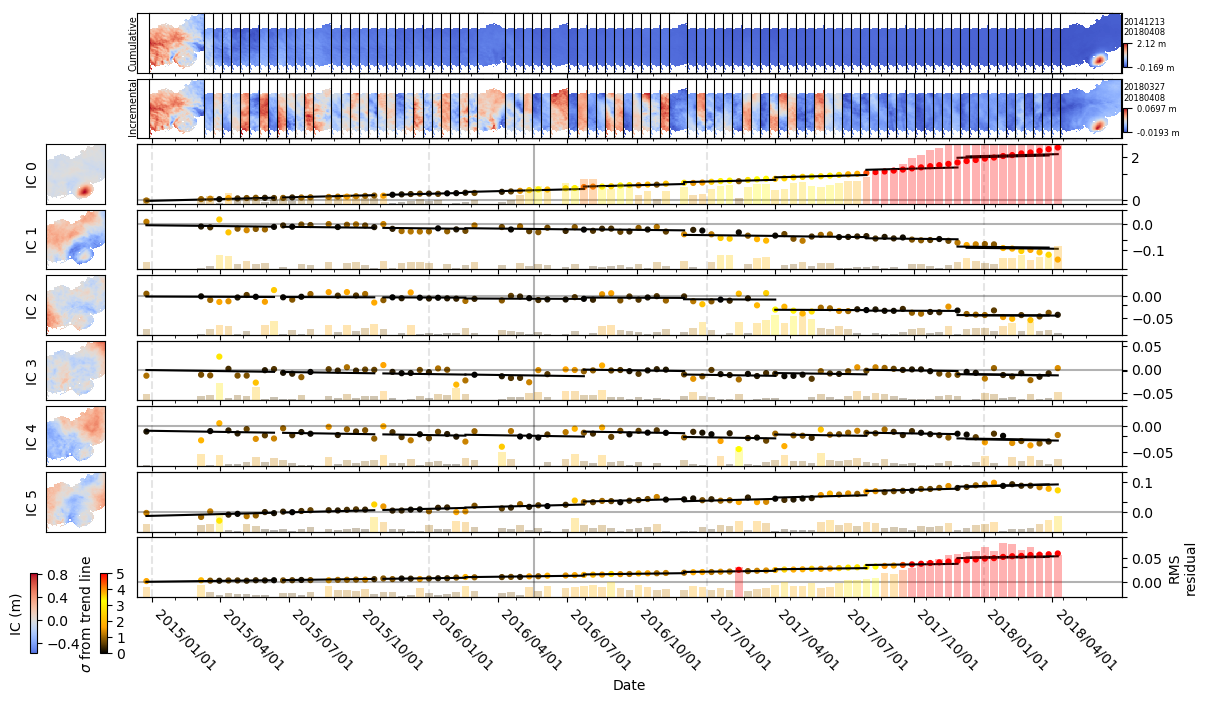 Cumulative
20141213
20180408
2.12 m
-0.169 m
Incremental
20180327
20180408
0.0697 m
-0.0193 m
IC 0
2
0
IC 1
0.0
−0.1
IC 2
0.00
−0.05
IC 3
0.05
0.00
−0.05
IC 4
0.00
−0.05
IC 5
0.1
0.0
0.05
0.00
RMS
residual
IC (m)
0.8
0.4
0.0
−0.4
σ from trend line
5
4
3
2
1
0
2015/01/01
2015/04/01
2015/07/01
2015/10/01
2016/01/01
2016/04/01
2016/07/01
2016/10/01
2017/01/01
2017/04/01
2017/07/01
2017/10/01
2018/01/01
2018/04/01
Date